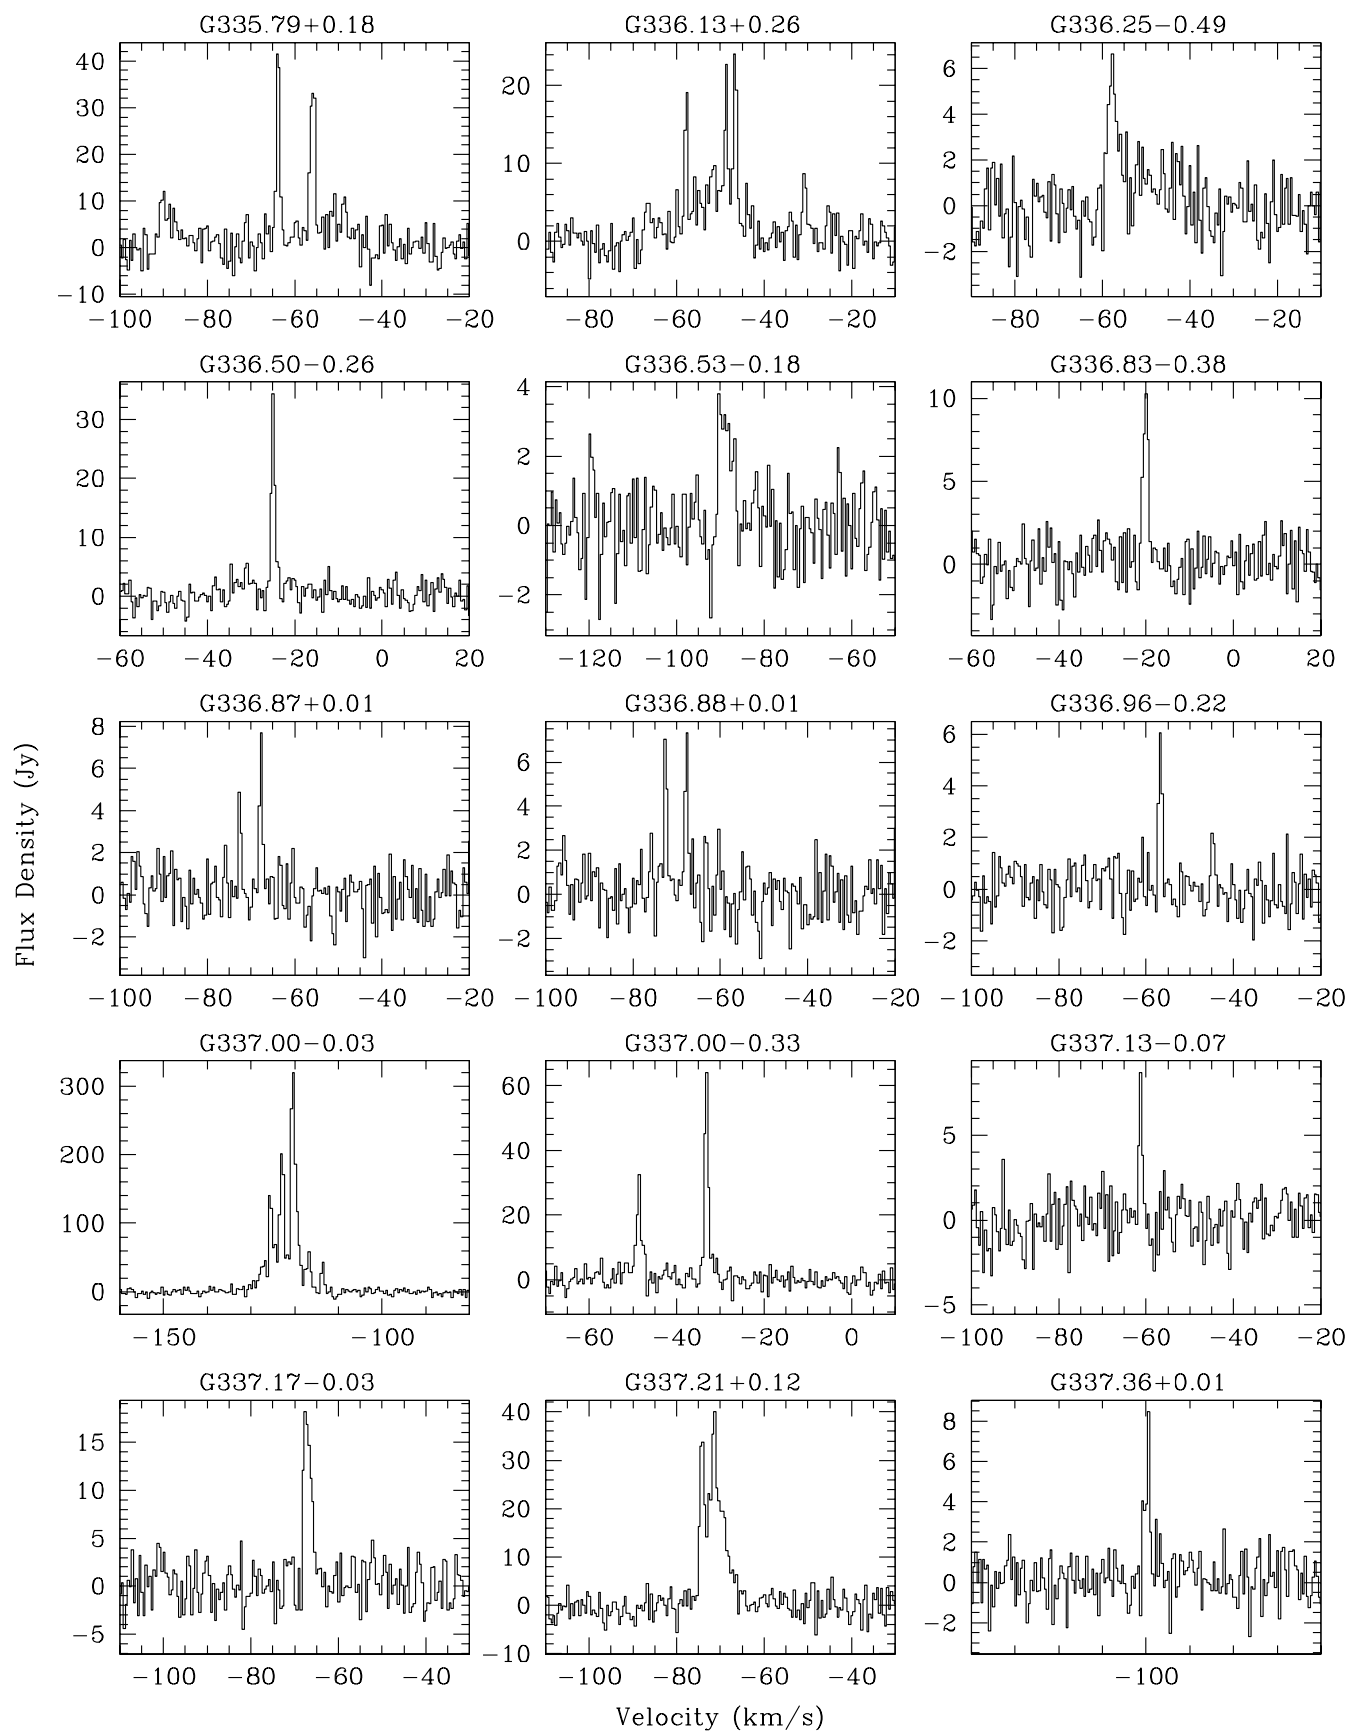 G335.79+0.18 G336.13+0.26 G336.25−0.49
40 30 20 10 0 −10
20 10 0
6 4 2 0 −2
−100 −80 −60 −40 −20 −80 −60 −40 −20 −80 −60 −40 −20
G336.50−0.26 G336.53−0.18 G336.83−0.38
30 20 10 0
4 2 0 −2
10 5 0
−60 −40 −20 0 20 −120 −100 −80 −60 −60 −40 −20 0 20
G336.87+0.01 G336.88+0.01 G336.96−0.22
8 6 4 2 0 −2
6 4 2 0 −2
6 4 2 0 −2
−100 −80 −60 −40 −20 −100 −80 −60 −40 −20 −100 −80 −60 −40 −20
Flux Density (Jy)
G337.00−0.03 G337.00−0.33 G337.13−0.07
300 200 100 0
60 40 20 0
5 0 −5
−150 −100 −60 −40 −20 0 −100 −80 −60 −40 −20
G337.17−0.03 G337.21+0.12 G337.36+0.01
15 10 5 0 −5
40 30 20 10 0 −10
8 6 4 2 0 −2
−100 −80 −60 −40 −100 −80 −60 −40 −100
Velocity (km/s)